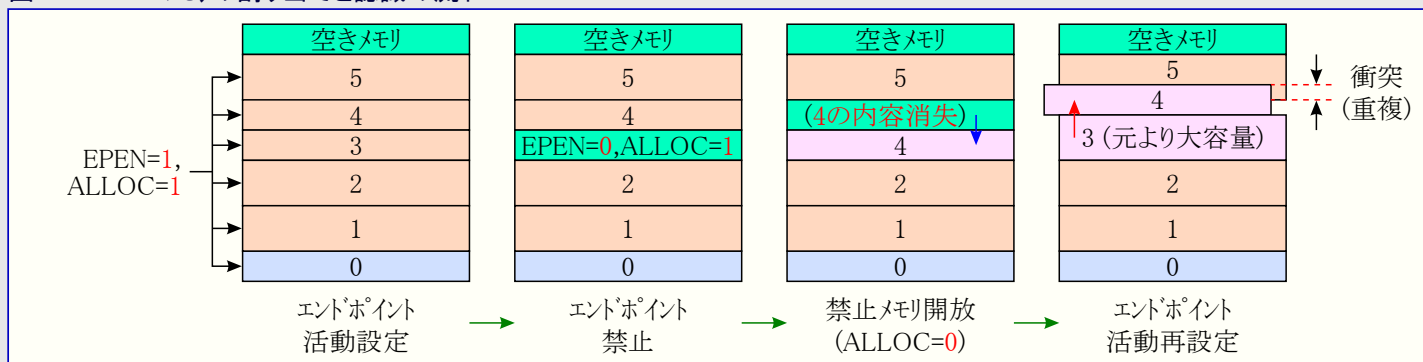 空きメモリ
5
4
3
2
1
0
EPEN=1,
ALLOC=1
エンドポイント
活動設定
空きメモリ
5
4
EPEN=0,ALLOC=1
2
1
0
エンドポイント
禁止
空きメモリ
5
(4の内容消失)
4
2
1
0
禁止メモリ開放
(ALLOC=0)
空きメモリ
5
4
3 (元より大容量)
2
1
0
衝突
(重複)
エンドポイント
活動再設定